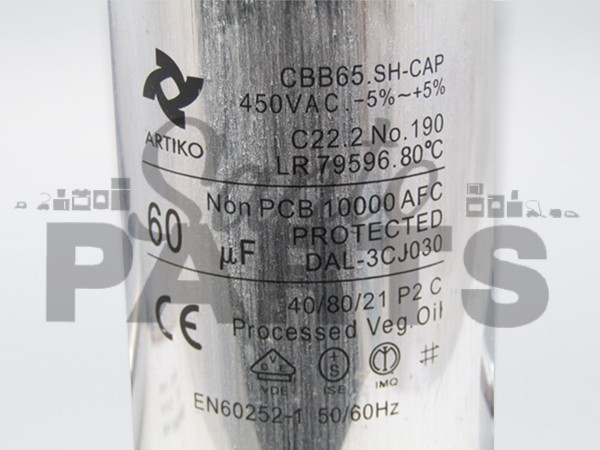 ARTIKO
CBB65.SH-CAP
450VAC.-5%~+5%
C22.2.No.190
LR 79596.80℃
60 µF
Non PCB 10000 AFC
PROTECTED
DAL-3CJ030
CE
40/80/21 P2 C
Processed Veg.Oil
VDE
IMQ
EN60252-1 50/60Hz
PARTS